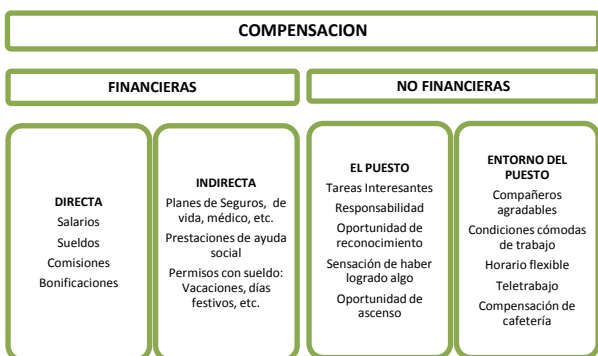 COMPENSACION
FINANCIERAS
NO FINANCIERAS
DIRECTA
Salarios
Sueldos
Comisiones
Bonificaciones
INDIRECTA
Planes de Seguros, de
vida, médico, etc.
Prestaciones de ayuda
social
Permisos con sueldo:
Vacaciones, días
festivos, etc.
EL PUESTO
Tareas Interesantes
Responsabilidad
Oportunidad de
reconocimiento
Sensación de haber
logrado algo
Oportunidad de
ascenso
ENTORNO DEL
PUESTO
Compañeros
agradables
Condiciones cómodas
de trabajo
Horario flexible
Teletrabajo
Compensación de
cafetería